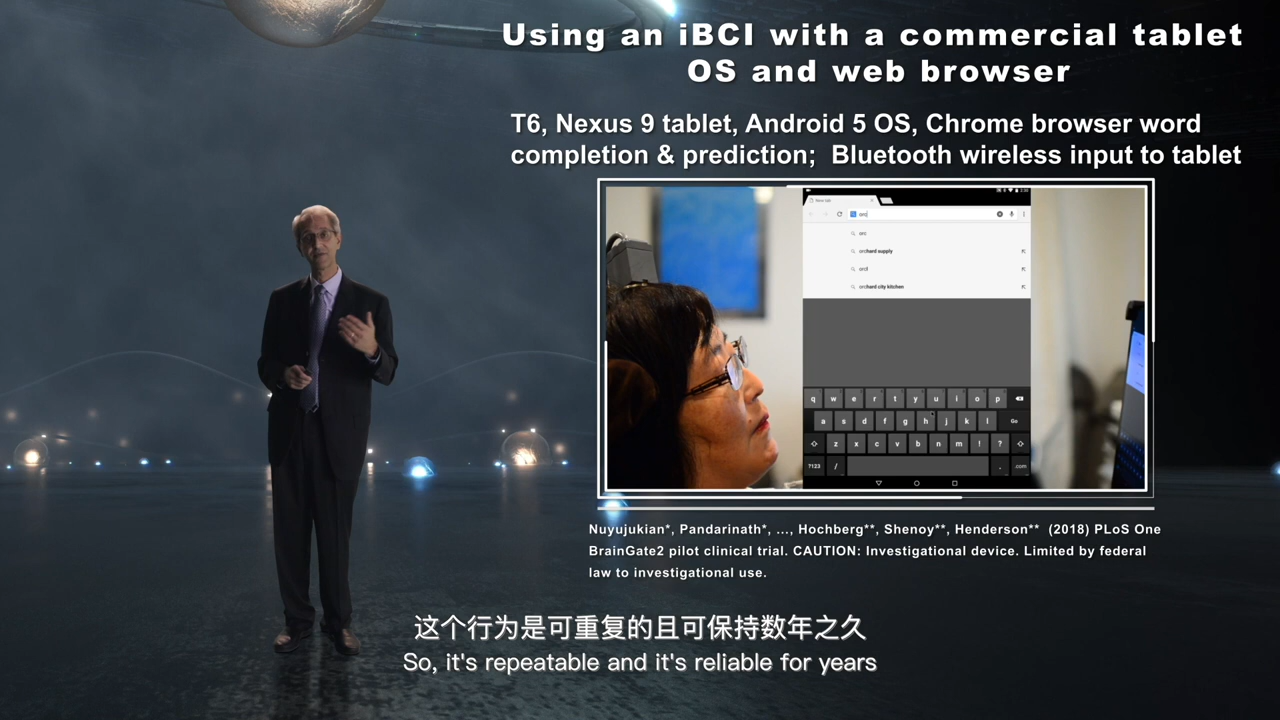 Using an iBCI with a commercial tablet
OS and web browser
T6, Nexus 9 tablet, Android 5 OS, Chrome browser word
completion & prediction; Bluetooth wireless input to tablet
New tab
orc
orc
orchard supply
orcif
orchard city kitchen
q w e r t y u i o p
a s d f g h j k l Go
z x c v b n m ! ?
?123 / . .com
Nuyujukian*, Pandarinath*, ..., Hochberg**, Shenoy**, Henderson** (2018) PLoS One
BrainGate2 pilot clinical trial. CAUTION: Investigational device. Limited by federal
law to investigational use.
这个行为是可重复的且可保持数年之久
So, it's repeatable and it's reliable for years